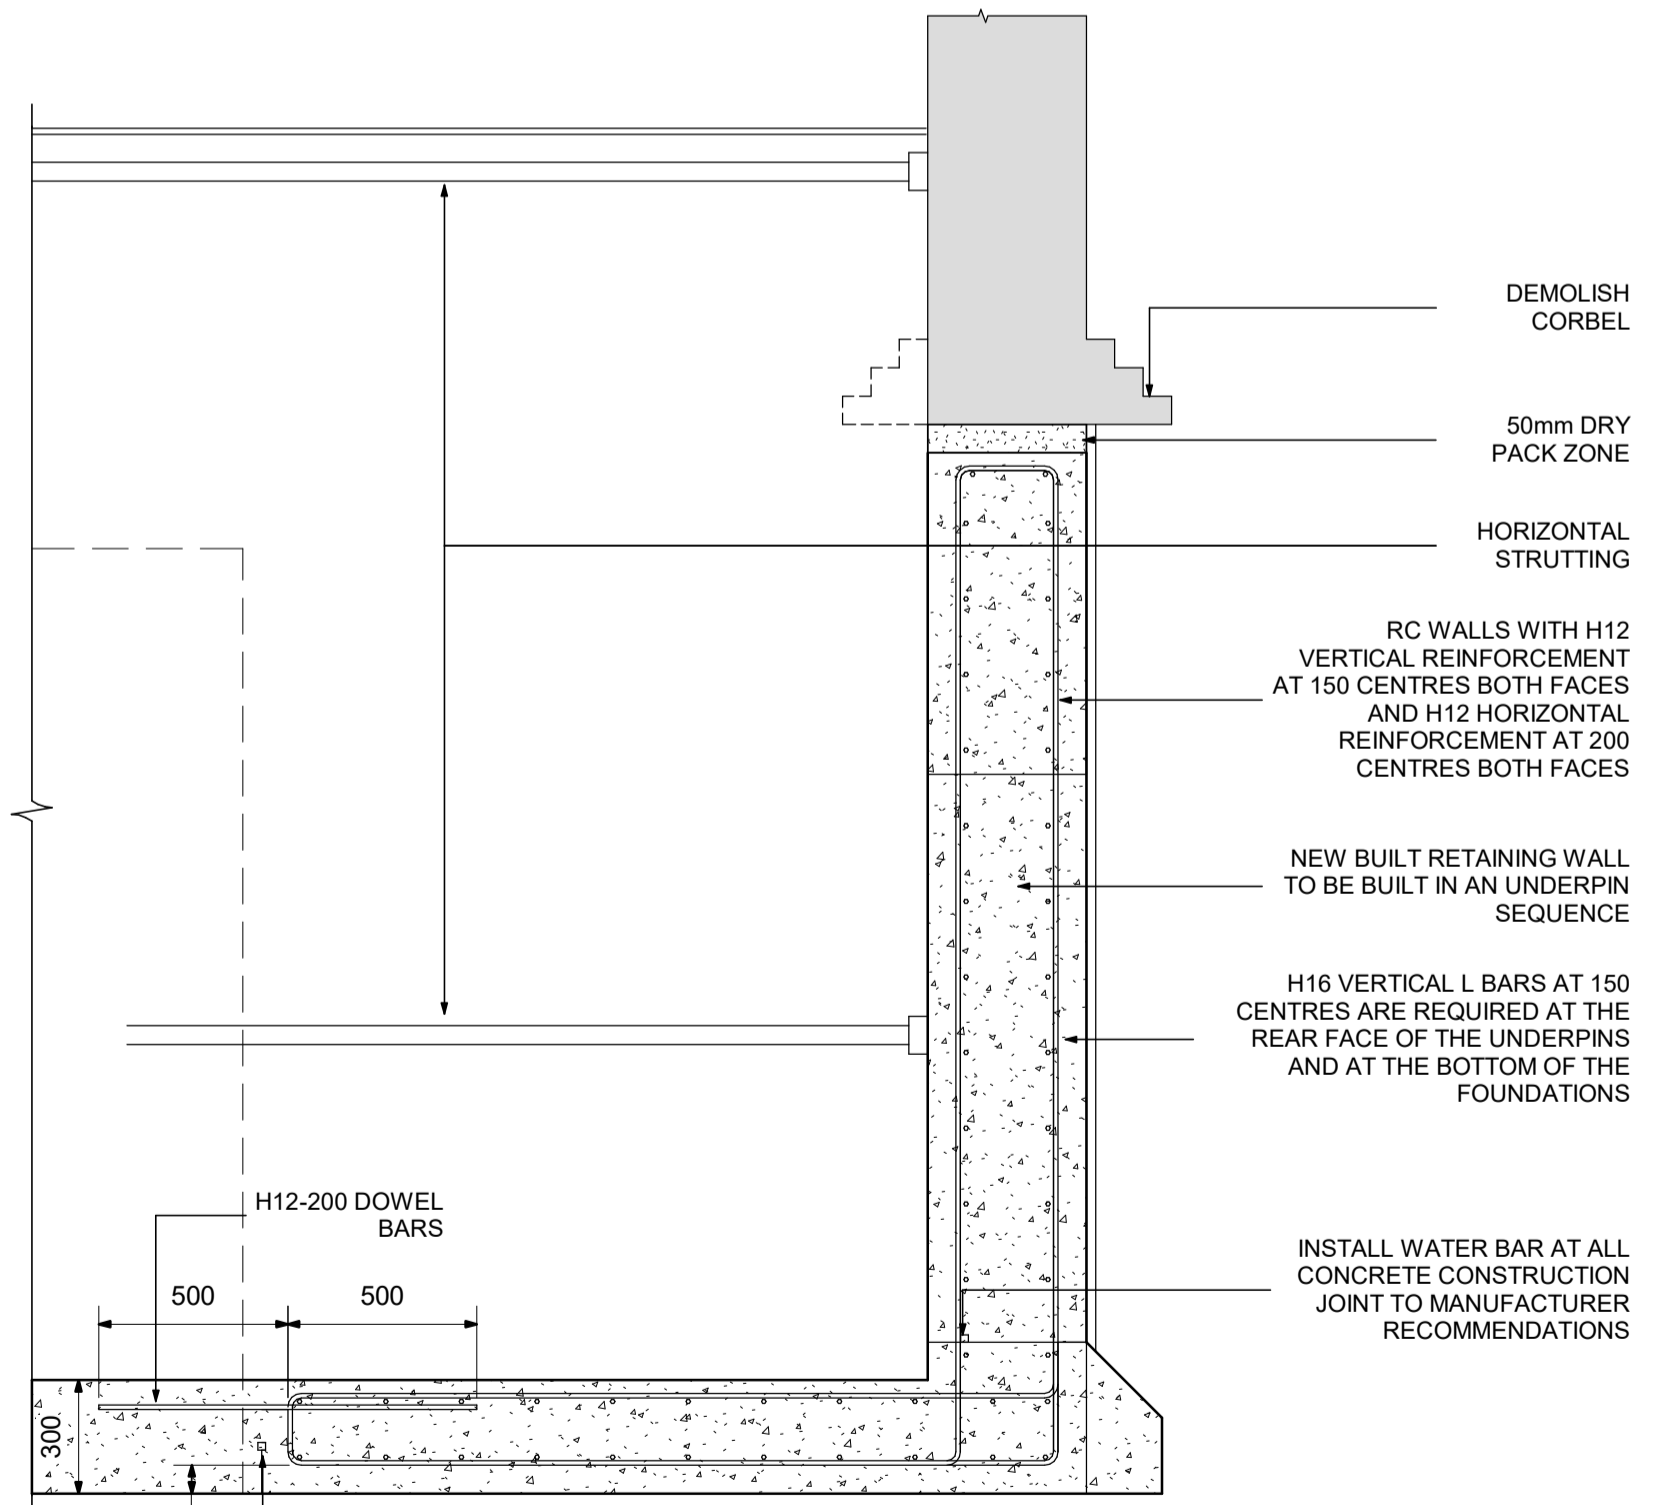 DEMOLISH
CORBEL
50mm DRY
PACK ZONE
HORIZONTAL
STRUTTING
RC WALLS WITH H12
VERTICAL REINFORCEMENT
AT 150 CENTRES BOTH FACES
AND H12 HORIZONTAL
REINFORCEMENT AT 200
CENTRES BOTH FACES
NEW BUILT RETAINING WALL
TO BE BUILT IN AN UNDERPIN
SEQUENCE
H16 VERTICAL L BARS AT 150
CENTRES ARE REQUIRED AT THE
REAR FACE OF THE UNDERPINS
AND AT THE BOTTOM OF THE
FOUNDATIONS
H12-200 DOWEL
BARS
INSTALL WATER BAR AT ALL
CONCRETE CONSTRUCTION
JOINT TO MANUFACTURER
RECOMMENDATIONS
500
500
300